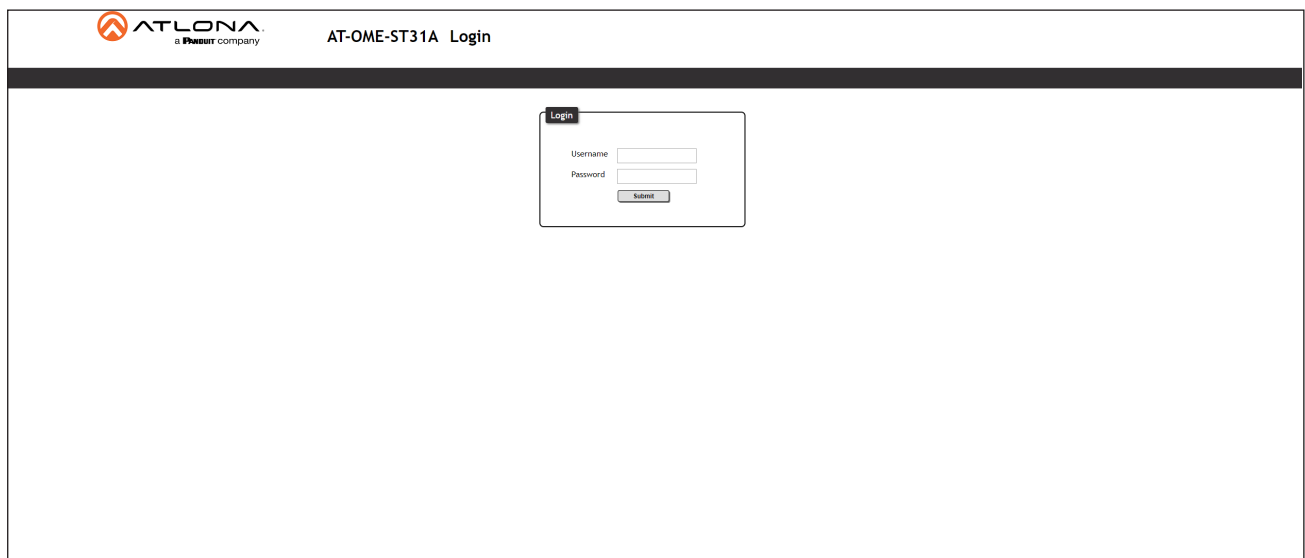 ATLONA.
a PANDUIT company
AT-OME-ST31A Login
Login
Username
Password
Submit